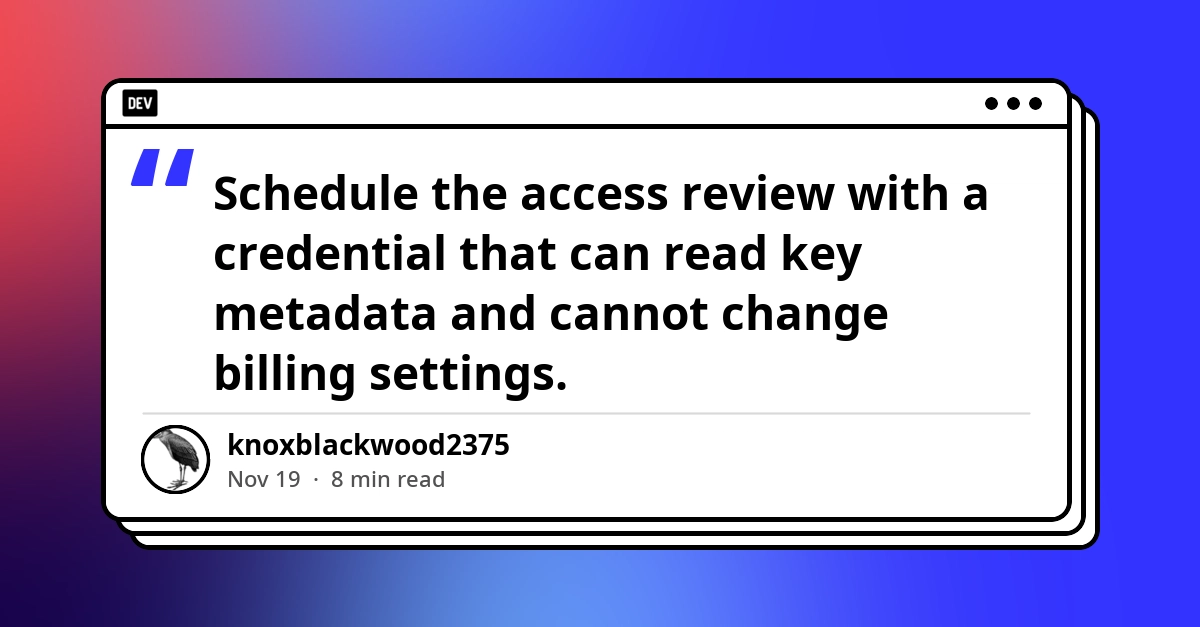 DEV
“
Schedule the access review with a
credential that can read key
metadata and cannot change
billing settings.
knoxblackwood2375
Nov 19 · 8 min read